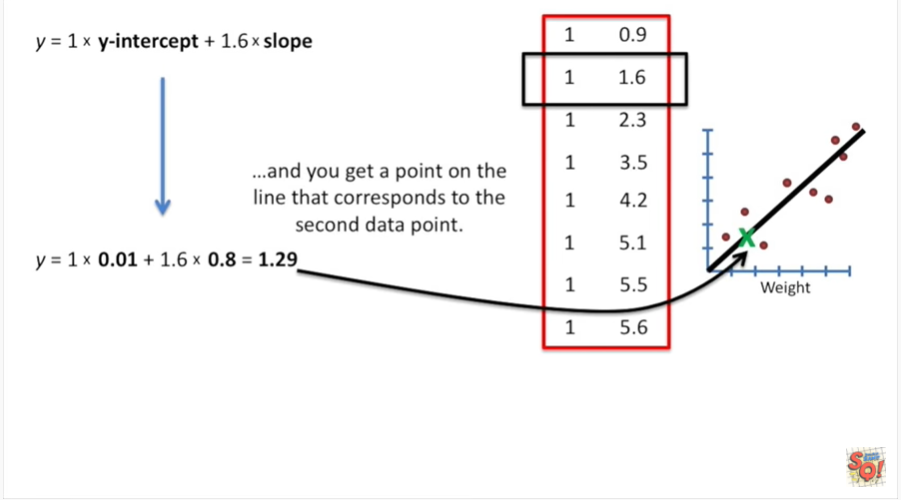 y = 1 x y-intercept + 1.6 x slope
1 0.9
1 1.6
1 2.3
1 3.5
1 4.2
1 5.1
1 5.5
1 5.6
...and you get a point on the
line that corresponds to the
second data point.
y = 1 x 0.01 + 1.6 x 0.8 = 1.29
X
Weight
SQ!